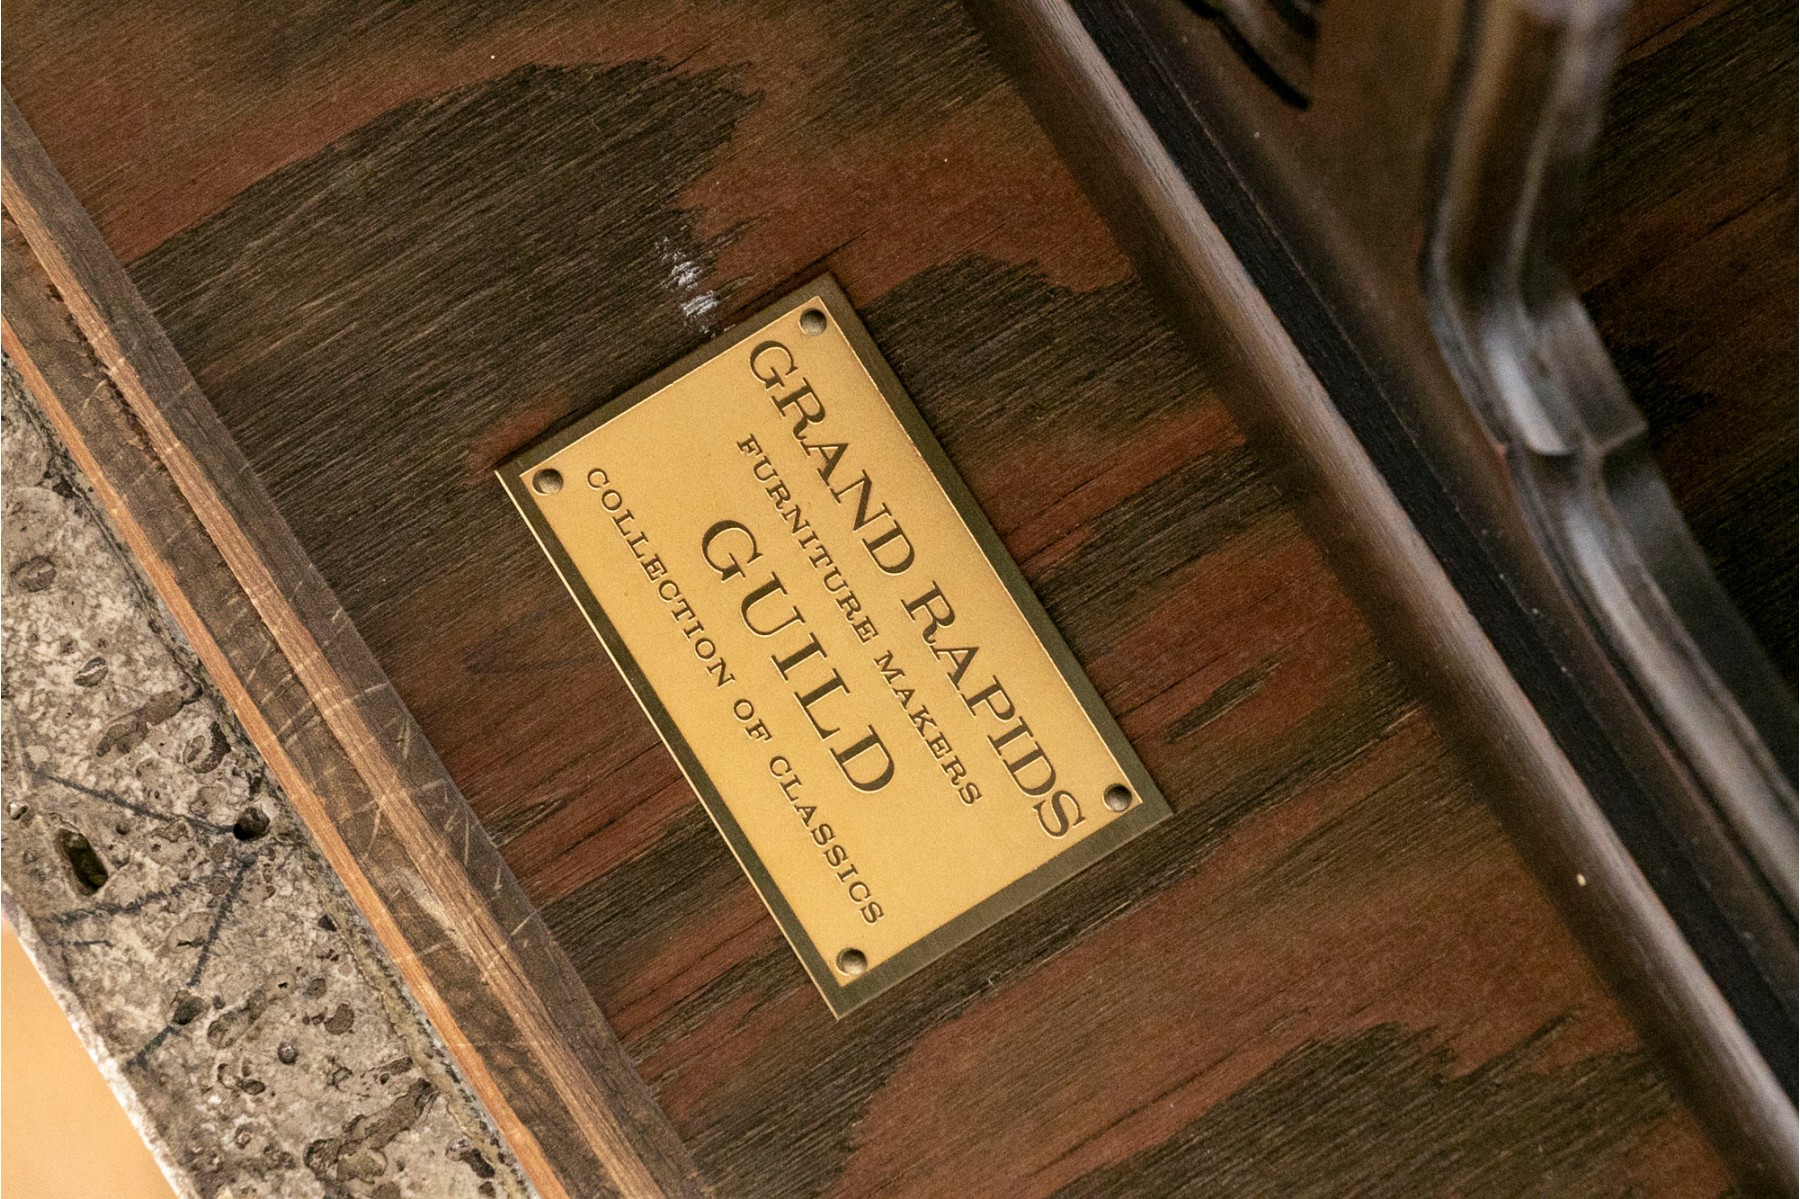 GRAND RAPIDS
FURNITURE MAKERS
GUILD
COLLECTION OF CLASSICS